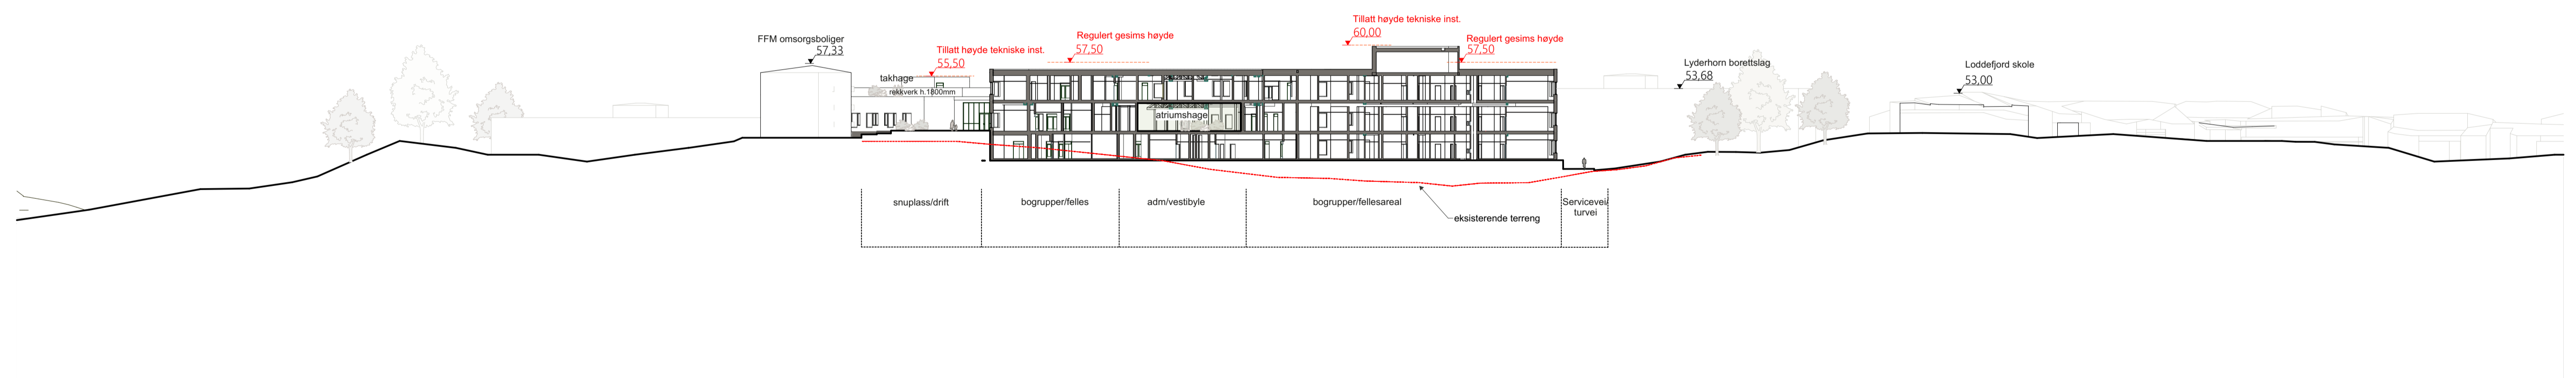 Tillatt høyde tekniske inst.
60,00
FFM omsorgsboliger
57,33
Regulert gesims høyde
57,50
Regulert gesims høyde
57,50
Tillatt høyde tekniske inst.
55,50
Lyderhorn borettslag
53,68
Loddefjord skole
53,00
takhage
rekkverk h.1800mm
atriumshage
snuplass/drift
bogrupper/felles
adm/vestibyle
bogrupper/fellesareal
Servicevei/
turvei
eksisterende terreng